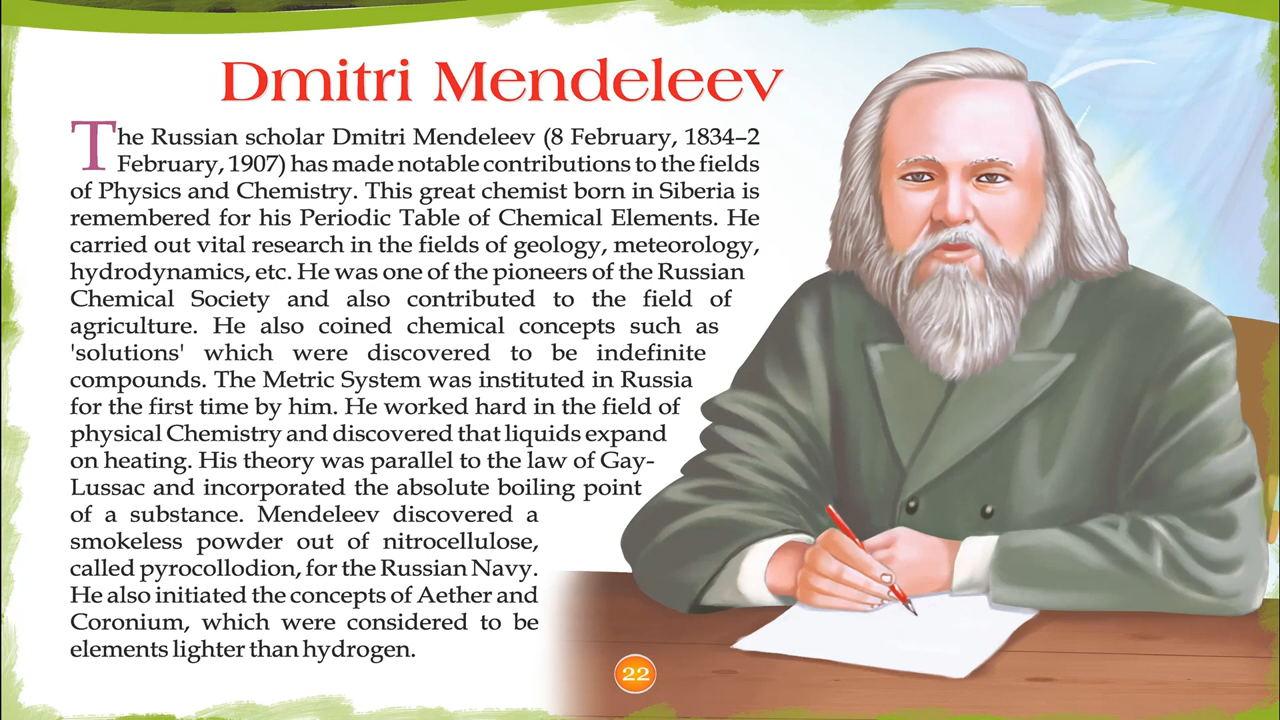 Dmitri Mendeleev
The Russian scholar Dmitri Mendeleev (8 February, 1834–2
February, 1907) has made notable contributions to the fields
of Physics and Chemistry. This great chemist born in Siberia is
remembered for his Periodic Table of Chemical Elements. He
carried out vital research in the fields of geology, meteorology,
hydrodynamics, etc. He was one of the pioneers of the Russian
Chemical Society and also contributed to the field of
agriculture. He also coined chemical concepts such as
'solutions' which were discovered to be indefinite
compounds. The Metric System was instituted in Russia
for the first time by him. He worked hard in the field of
physical Chemistry and discovered that liquids expand
on heating. His theory was parallel to the law of Gay-
Lussac and incorporated the absolute boiling point
of a substance. Mendeleev discovered a
smokeless powder out of nitrocellulose,
called pyrocollodion, for the Russian Navy.
He also initiated the concepts of Aether and
Coronium, which were considered to be
elements lighter than hydrogen.
22